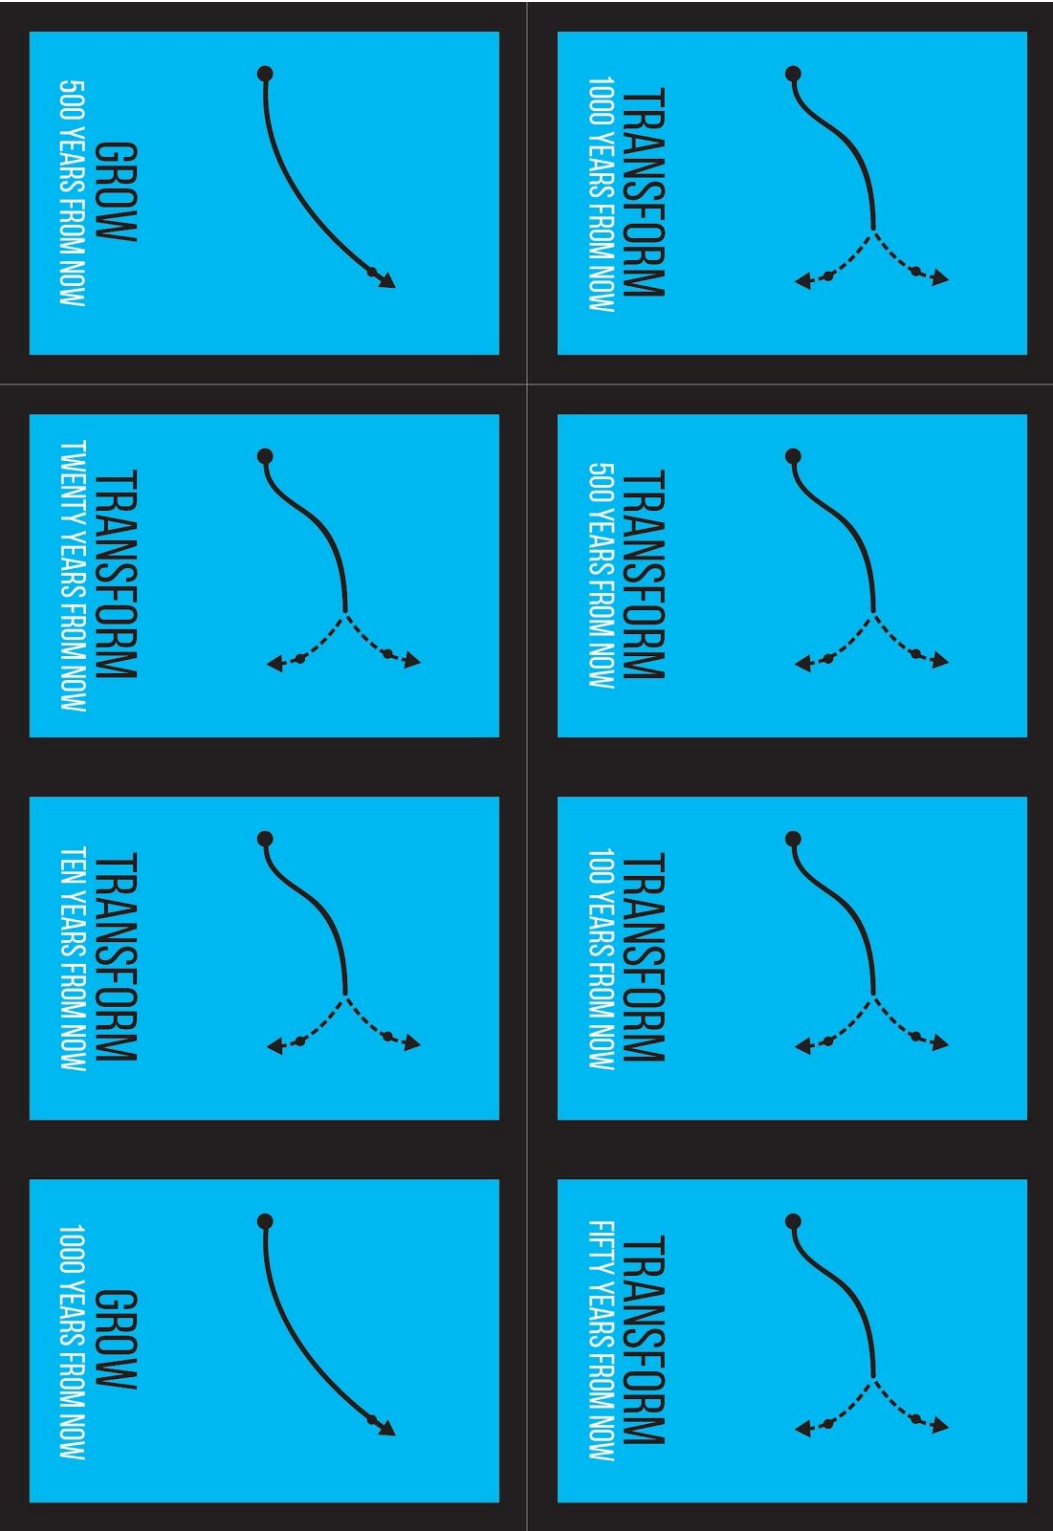 GROW
500 YEARS FROM NOW
TRANSFORM
1000 YEARS FROM NOW
TRANSFORM
TWENTY YEARS FROM NOW
TRANSFORM
500 YEARS FROM NOW
TRANSFORM
TEN YEARS FROM NOW
TRANSFORM
100 YEARS FROM NOW
GROW
1000 YEARS FROM NOW
TRANSFORM
FIFTY YEARS FROM NOW